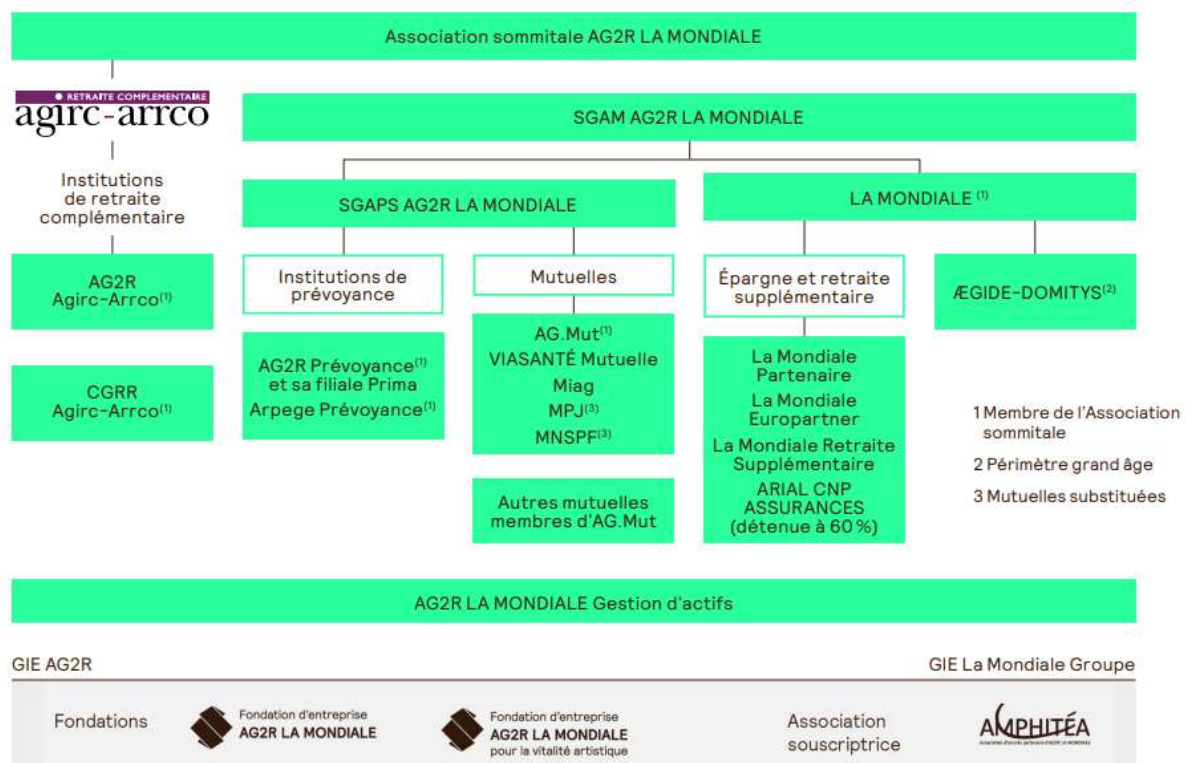 Association sommitale AG2R LA MONDIALE
RETRAITE COMPLEMENTAIRE
agirc-arrco
Institutions
de retraite
complémentaire
AG2R
Agirc-Arrco(1)
CGRR
Agirc-Arrco(1)
SGAM AG2R LA MONDIALE
SGAPS AG2R LA MONDIALE
Institutions de
prévoyance
AG2R Prévoyance(1)
et sa filiale Prima
Arpege Prévoyance(1)
Mutuelles
AG.Mut(1)
VIASANTÉ Mutuelle
Miag
MPJ(3)
MNSPF(3)
Autres mutuelles
membres d'AG.Mut
LA MONDIALE (1)
Épargne et retraite
supplémentaire
La Mondiale
Partenaire
La Mondiale
Europartner
La Mondiale Retraite
Supplémentaire
ARIAL CNP
ASSURANCES
(détenue à 60 %)
ÆGIDE-DOMITYS(2)
1 Membre de l'Association
sommitale
2 Périmètre grand âge
3 Mutuelles substituées
AG2R LA MONDIALE Gestion d'actifs
GIE AG2R
GIE La Mondiale Groupe
Fondations
Fondation d'entreprise
AG2R LA MONDIALE
Fondation d'entreprise
AG2R LA MONDIALE
pour la vitalité artistique
Association
souscriptrice
AMPHITÉA